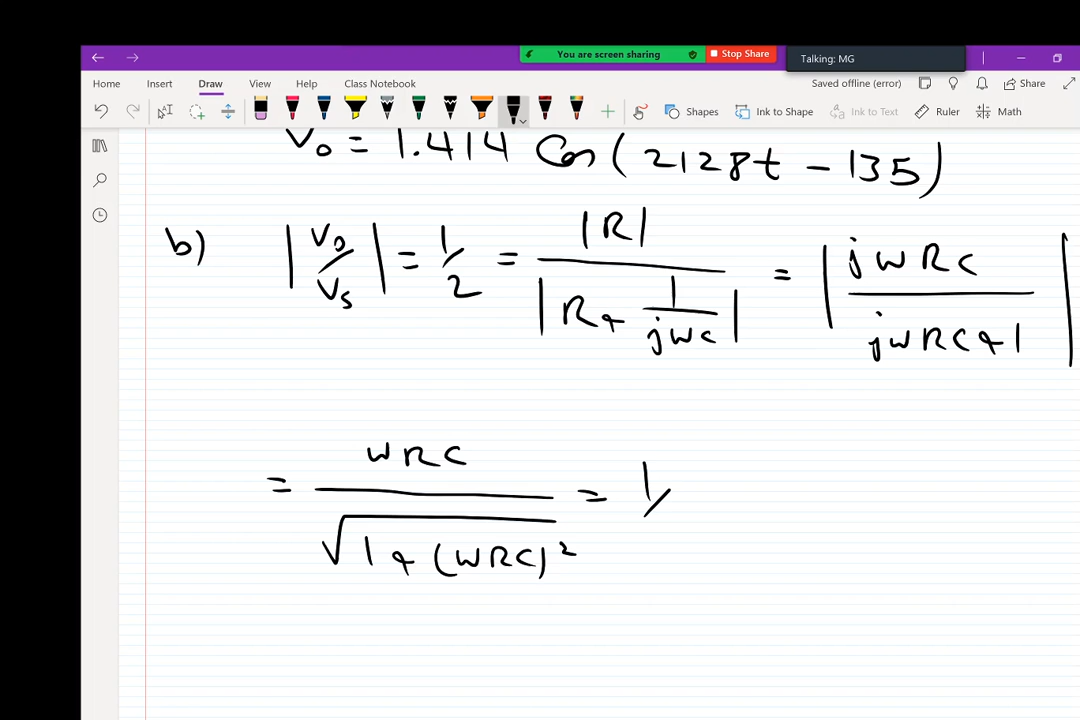 You are screen sharing Stop Share Talking: MG
Home Insert Draw View Help Class Notebook Saved offline (error) Share
Shapes Ink to Shape Ink to Text Ruler Math
V₀ = 1.414 Cos(2128t - 135)
b) |V₀/Vs| = 1/2 = |R| / |R + 1/jwc| = |jwRC / jwRC + 1|
= wRC / √1 + (wRC)² = 1/